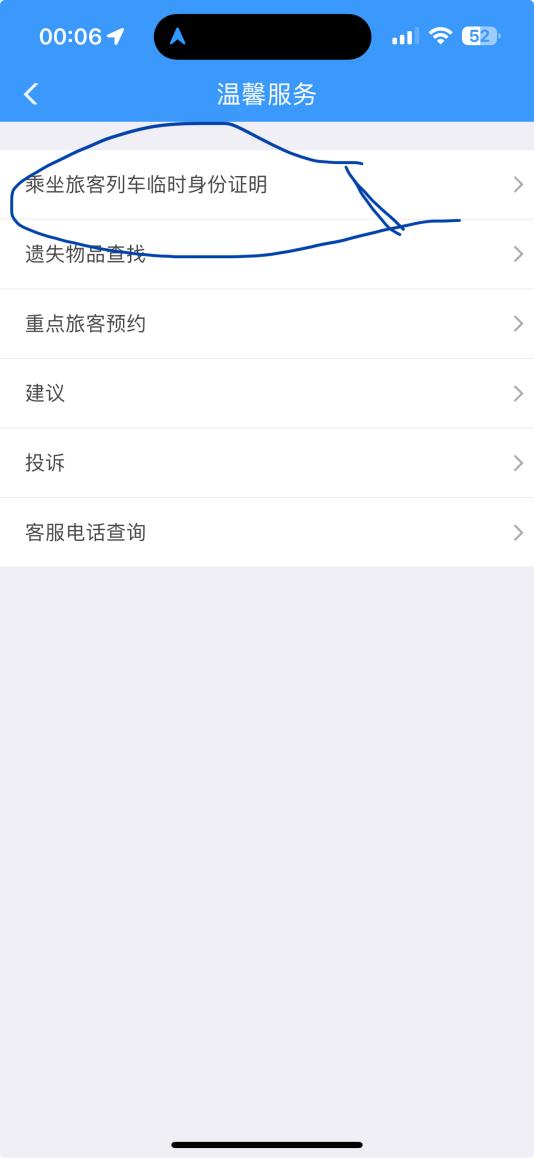 00:06
52
温馨服务
乘坐旅客列车临时身份证明
遗失物品查找
重点旅客预约
建议
投诉
客服电话查询